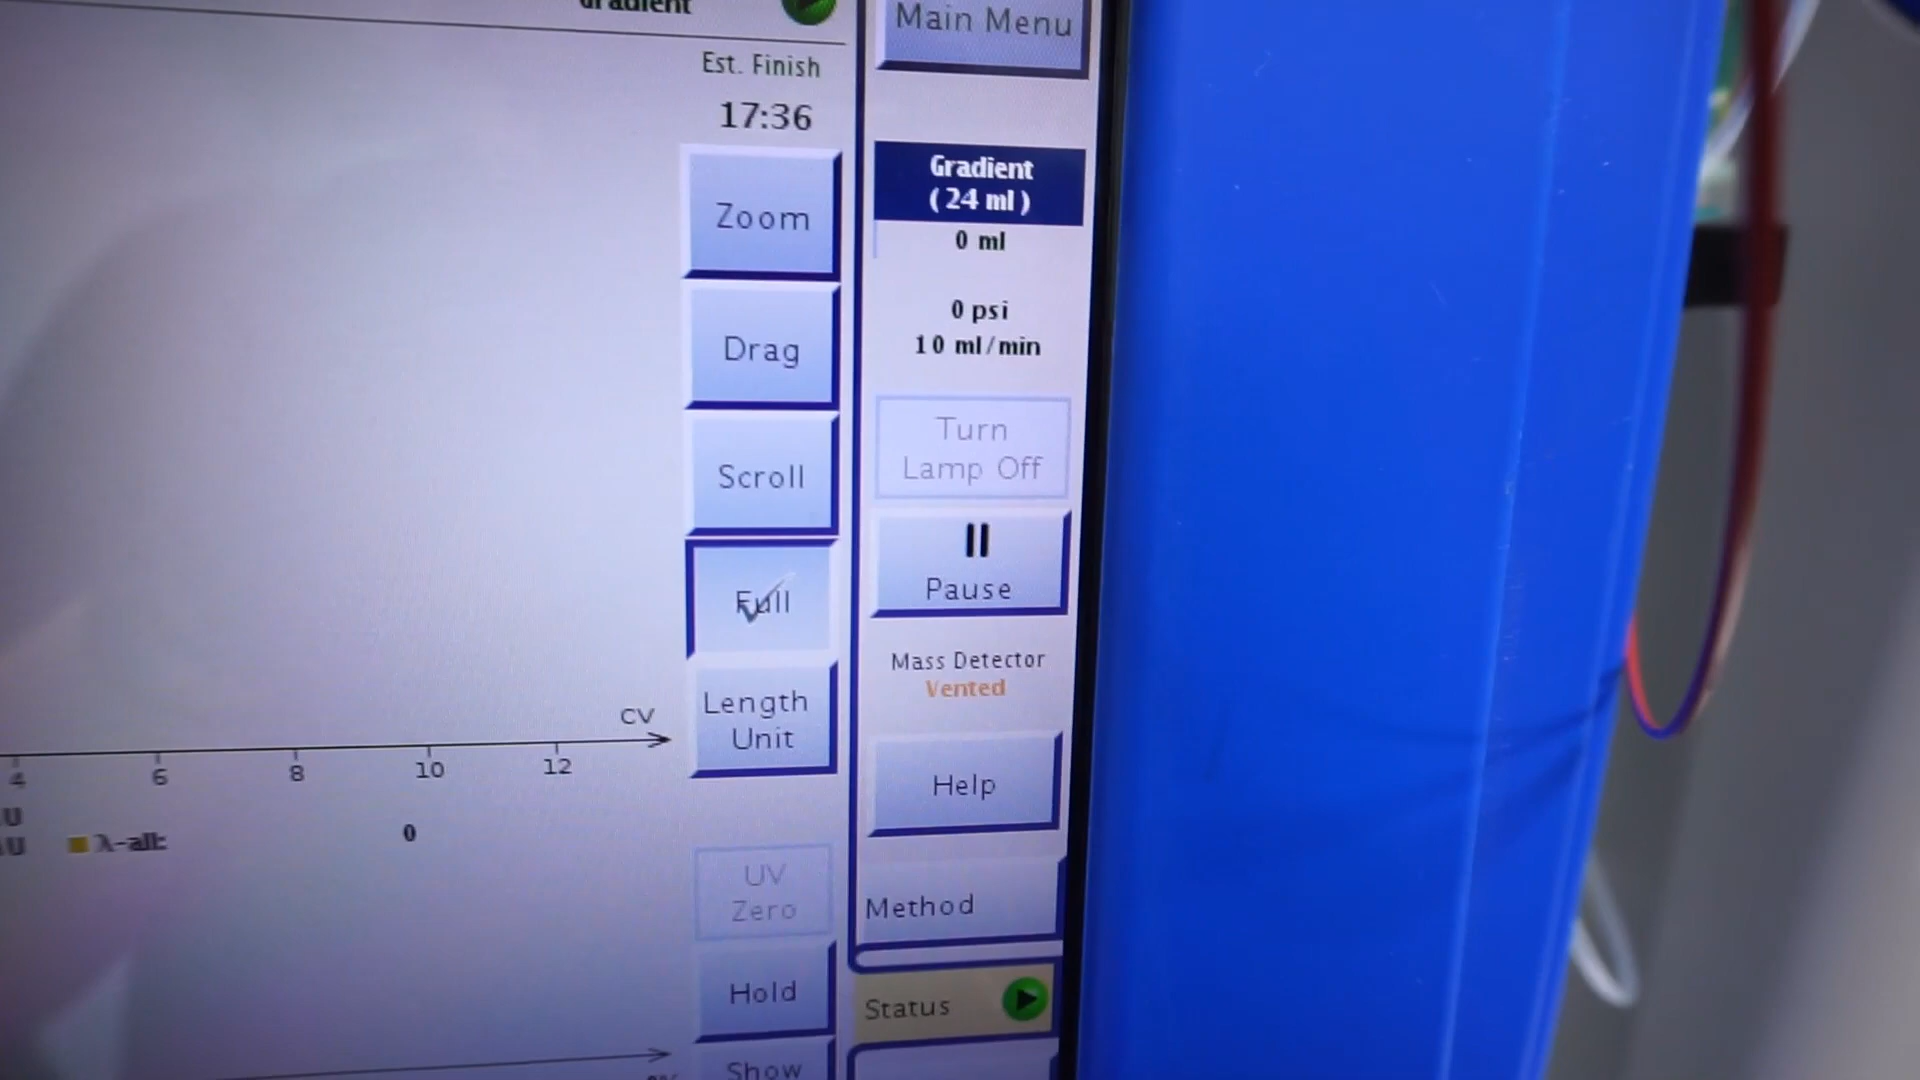 Gradient
Main Menu
Est. Finish
17:36
Gradient
(24 ml)
0 ml
Zoom
0 psi
10 ml/min
Drag
Turn
Lamp Off
Scroll
Pause
Full
Mass Detector
Vented
Length
Unit
CV
4 6 8 10 12
Help
U
U
λ-all:
0
UV
Zero
Method
Hold
Status
Show